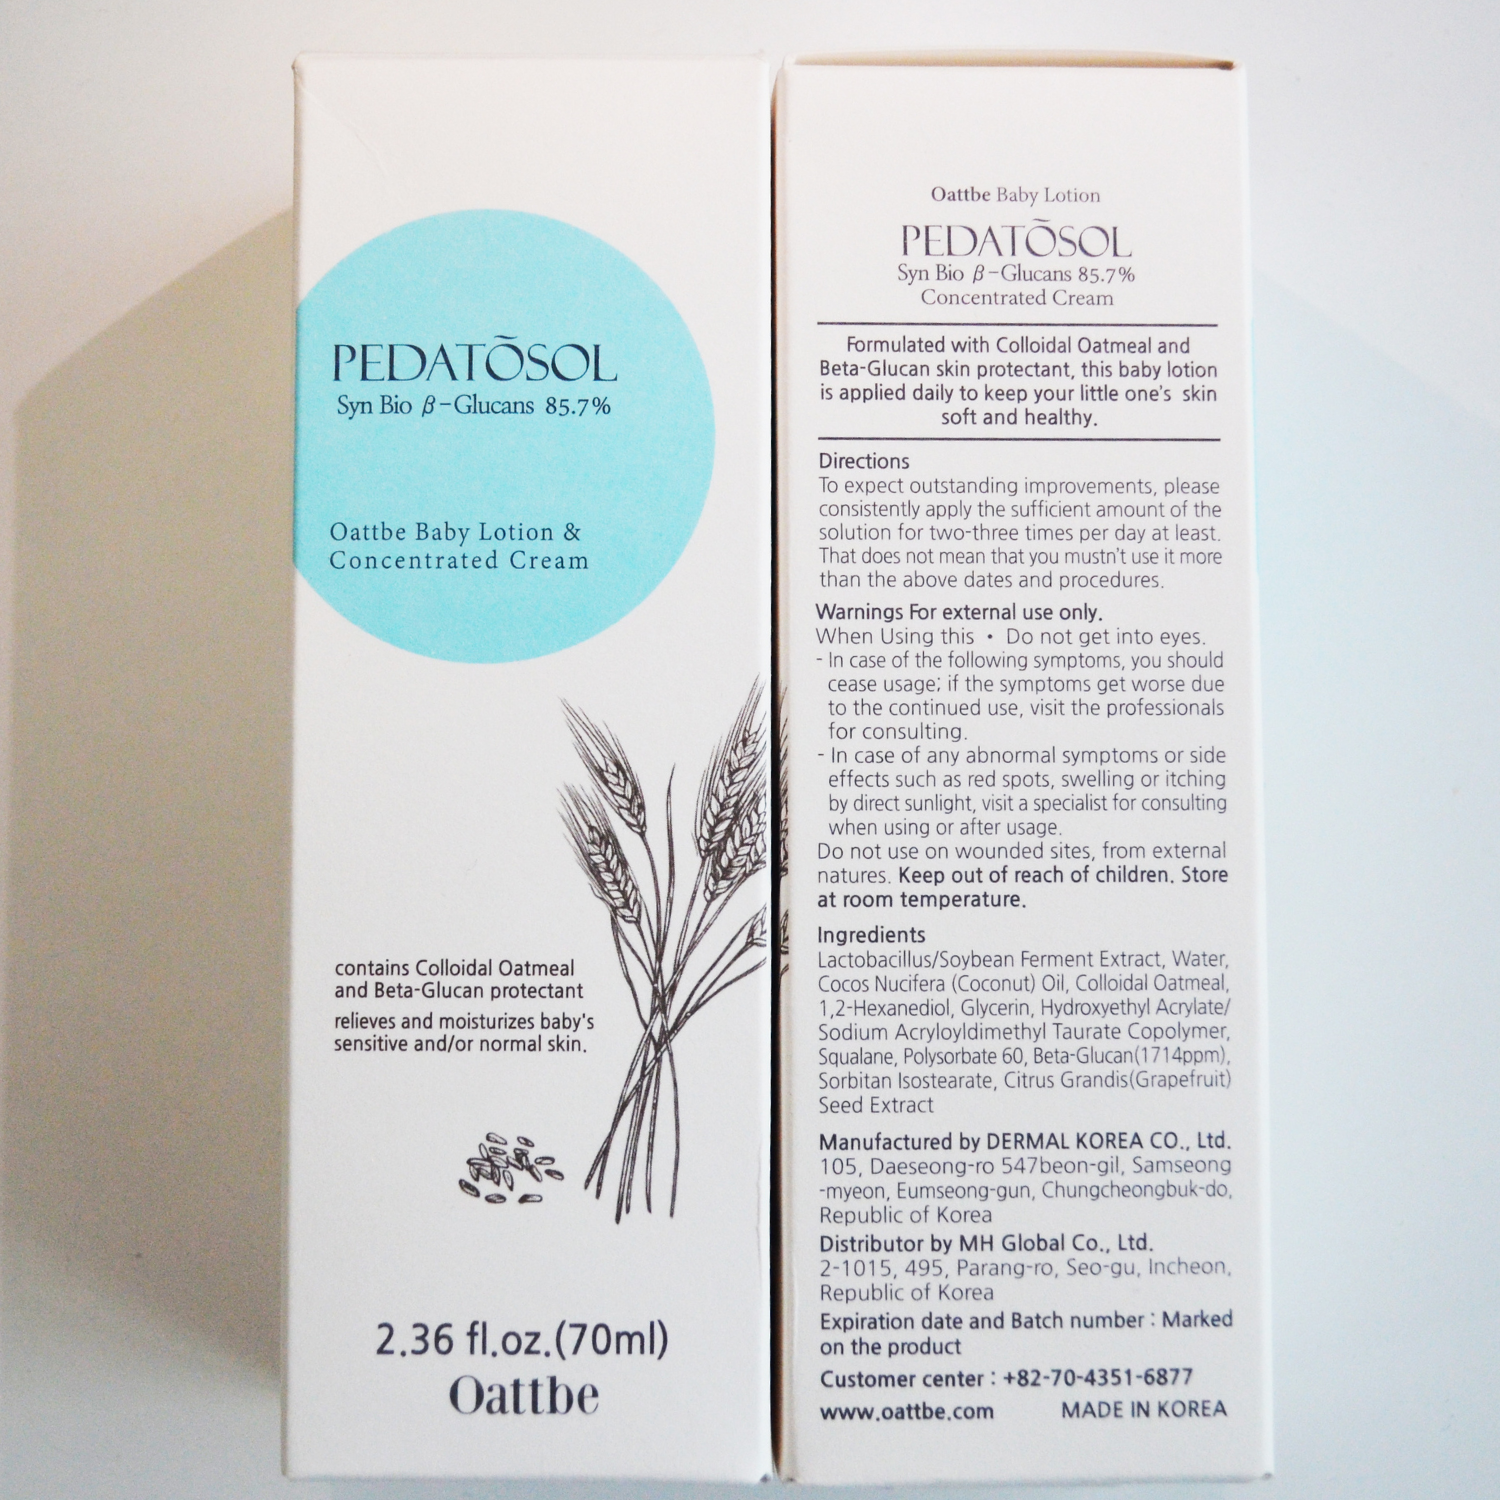 PEDATÕSOL
Syn Bio β-Glucans 85.7%
Oattbe Baby Lotion &
Concentrated Cream
contains Colloidal Oatmeal
and Beta-Glucan protectant
relieves and moisturizes baby's
sensitive and/or normal skin.
2.36 fl.oz.(70ml)
Oattbe
Oattbe Baby Lotion
PEDATÕSOL
Syn Bio β-Glucans 85.7%
Concentrated Cream
Formulated with Colloidal Oatmeal and
Beta-Glucan skin protectant, this baby lotion
is applied daily to keep your little one's skin
soft and healthy.
Directions
To expect outstanding improvements, please
consistently apply the sufficient amount of the
solution for two-three times per day at least.
That does not mean that you mustn't use it more
than the above dates and procedures.
Warnings For external use only.
When Using this • Do not get into eyes.
- In case of the following symptoms, you should
cease usage; if the symptoms get worse due
to the continued use, visit the professionals
for consulting.
- In case of any abnormal symptoms or side
effects such as red spots, swelling or itching
by direct sunlight, visit a specialist for consulting
when using or after usage.
Do not use on wounded sites, from external
natures. Keep out of reach of children. Store
at room temperature.
Ingredients
Lactobacillus/Soybean Ferment Extract, Water,
Cocos Nucifera (Coconut) Oil, Colloidal Oatmeal,
1,2-Hexanediol, Glycerin, Hydroxyethyl Acrylate/
Sodium Acryloyldimethyl Taurate Copolymer,
Squalane, Polysorbate 60, Beta-Glucan(1714ppm),
Sorbitan Isostearate, Citrus Grandis(Grapefruit)
Seed Extract
Manufactured by DERMAL KOREA CO., Ltd.
105, Daeseong-ro 547beon-gil, Samseong
-myeon, Eumseong-gun, Chungcheongbuk-do,
Republic of Korea
Distributor by MH Global Co., Ltd.
2-1015, 495, Parang-ro, Seo-gu, Incheon,
Republic of Korea
Expiration date and Batch number : Marked
on the product
Customer center : +82-70-4351-6877
www.oattbe.com MADE IN KOREA